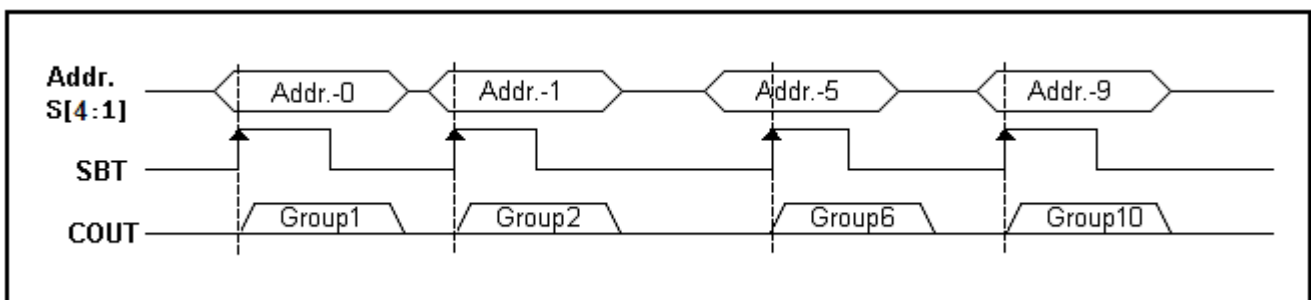 Addr.
S[4:1]
Addr.-0
Addr.-1
Addr.-5
Addr.-9
SBT
COUT
Group1
Group2
Group6
Group10